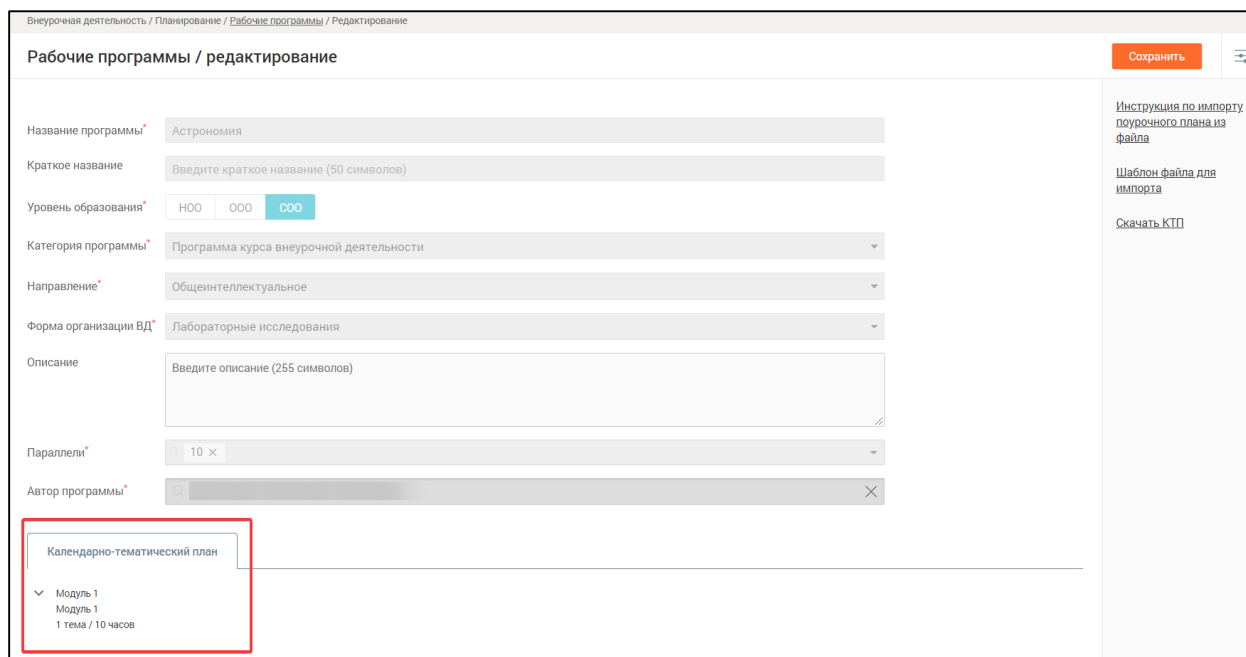 Внеурочная деятельность / Планирование / Рабочие программы / Редактирование
Рабочие программы / редактирование
Сохранить
Название программы*
Астрономия
Краткое название
Введите краткое название (50 символов)
Уровень образования*
НОО ООО СОО
Категория программы*
Программа курса внеурочной деятельности
Направление*
Общеинтеллектуальное
Форма организации ВД*
Лабораторные исследования
Описание
Введите описание (255 символов)
Параллели*
10 ×
Автор программы*
Календарно-тематический план
Модуль 1
Модуль 1
1 тема / 10 часов
Инструкция по импорту
поурочного плана из
файла
Шаблон файла для
импорта
Скачать КТП